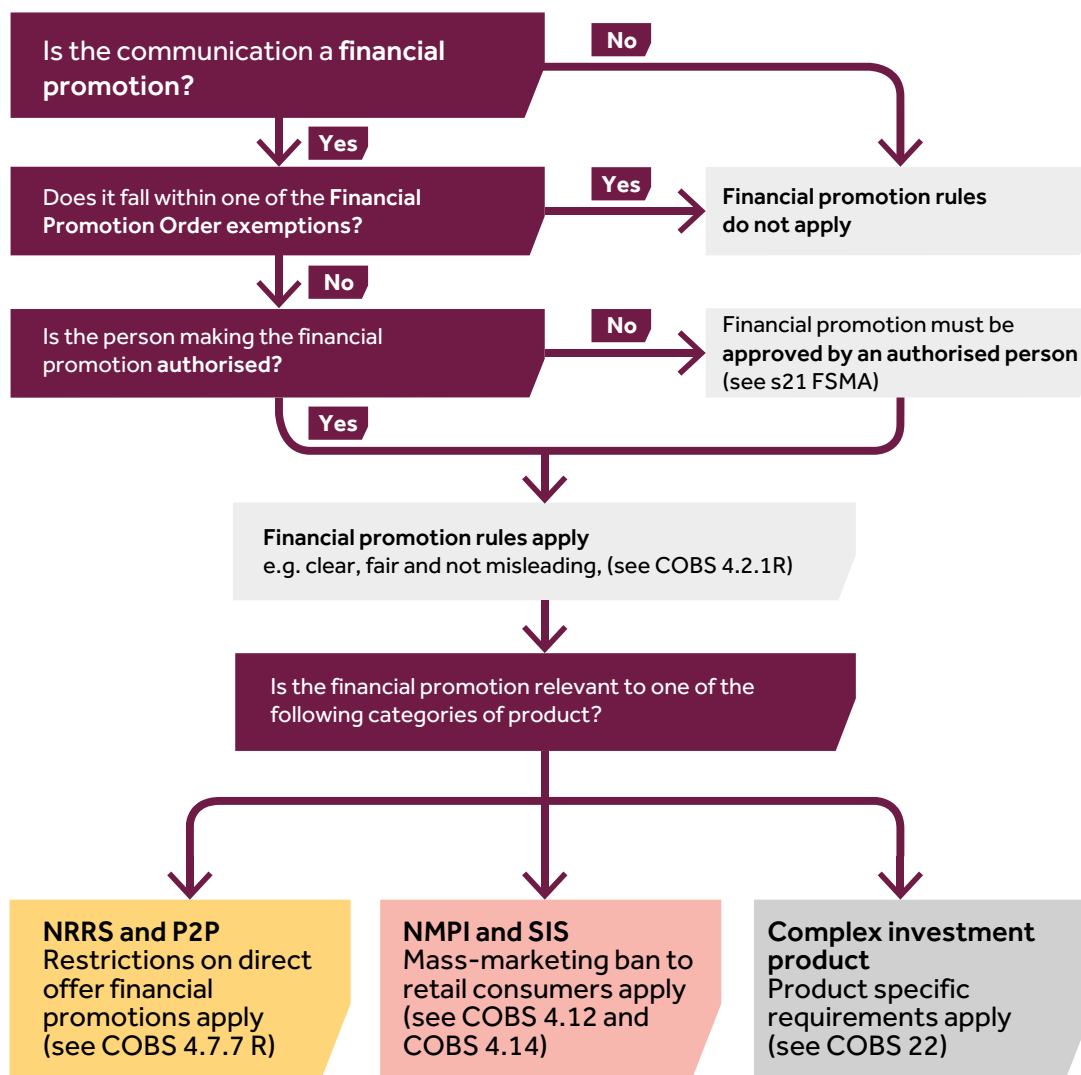 Is the communication a financial
promotion?
No
Yes
Does it fall within one of the Financial
Promotion Order exemptions?
Yes
Financial promotion rules
do not apply
No
Is the person making the financial
promotion authorised?
No
Financial promotion must be
approved by an authorised person
(see s21 FSMA)
Yes
Financial promotion rules apply
e.g. clear, fair and not misleading, (see COBS 4.2.1R)
Is the financial promotion relevant to one of the
following categories of product?
NRRS and P2P
Restrictions on direct
offer financial
promotions apply
(see COBS 4.7.7 R)
NMPI and SIS
Mass-marketing ban to
retail consumers apply
(see COBS 4.12 and
COBS 4.14)
Complex investment
product
Product specific
requirements apply
(see COBS 22)